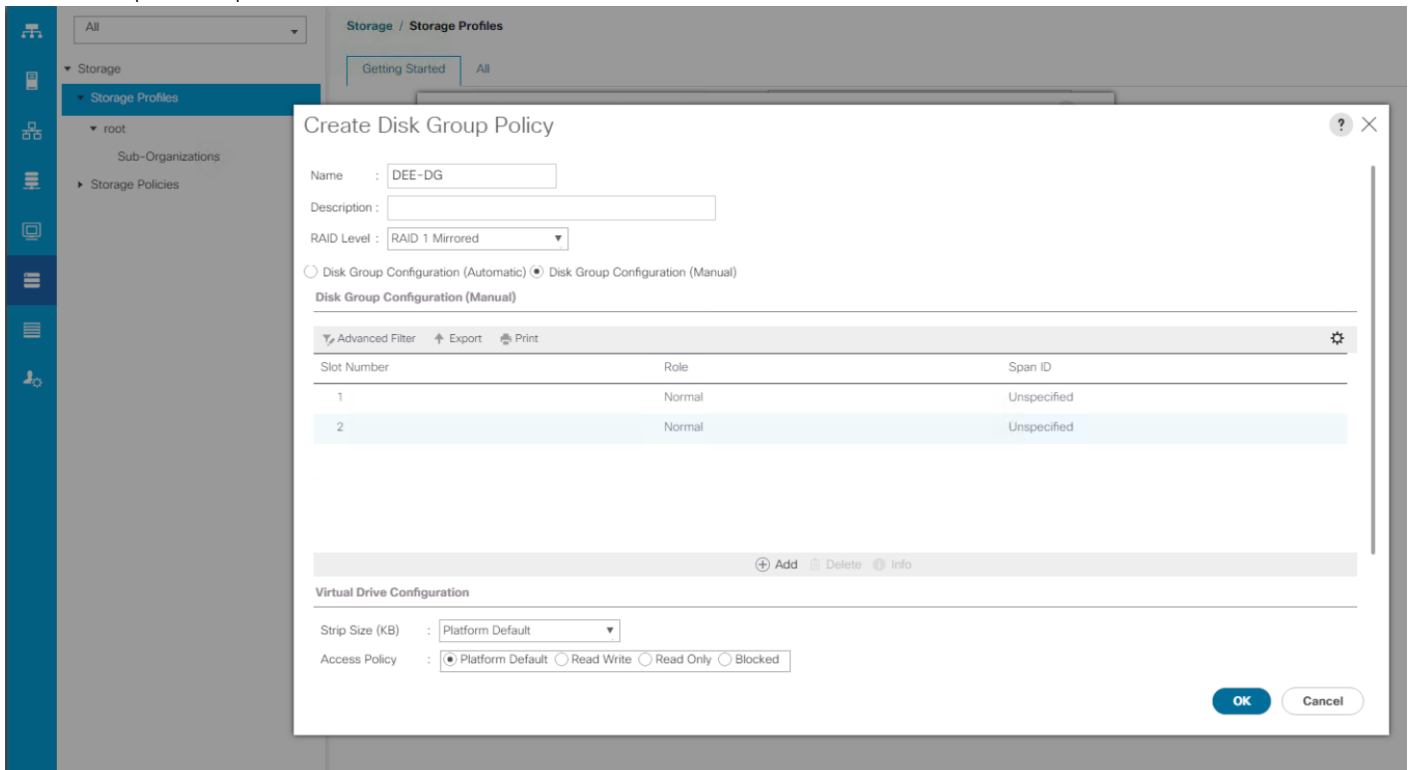 All
Storage / Storage Profiles
Getting Started All
Storage
Storage Profiles
root
Sub-Organizations
Storage Policies
Create Disk Group Policy
?
Name : DEE-DG
Description :
RAID Level : RAID 1 Mirrored
Disk Group Configuration (Automatic) Disk Group Configuration (Manual)
Disk Group Configuration (Manual)
Advanced Filter Export Print
Slot Number Role Span ID
1 Normal Unspecified
2 Normal Unspecified
Add Delete Info
Virtual Drive Configuration
Strip Size (KB) : Platform Default
Access Policy : Platform Default Read Write Read Only Blocked
OK Cancel